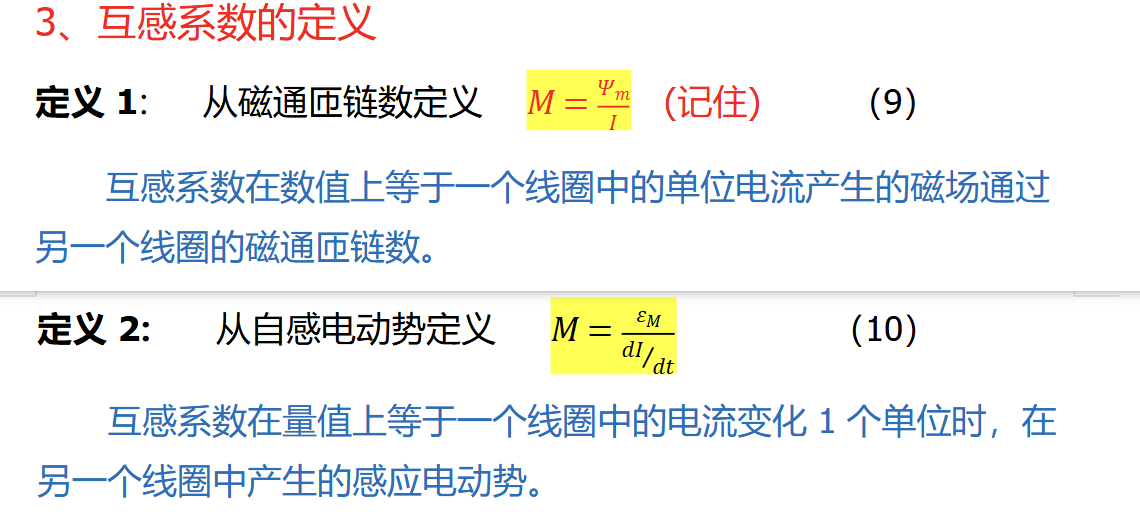 3、互感系数的定义
定义 1： 从磁通匝链数定义 M = Ψm/I （记住） （9）
互感系数在数值上等于一个线圈中的单位电流产生的磁场通过
另一个线圈的磁通匝链数。
定义 2: 从自感电动势定义 M = εM/(dI/dt) （10）
互感系数在量值上等于一个线圈中的电流变化 1 个单位时，在
另一个线圈中产生的感应电动势。